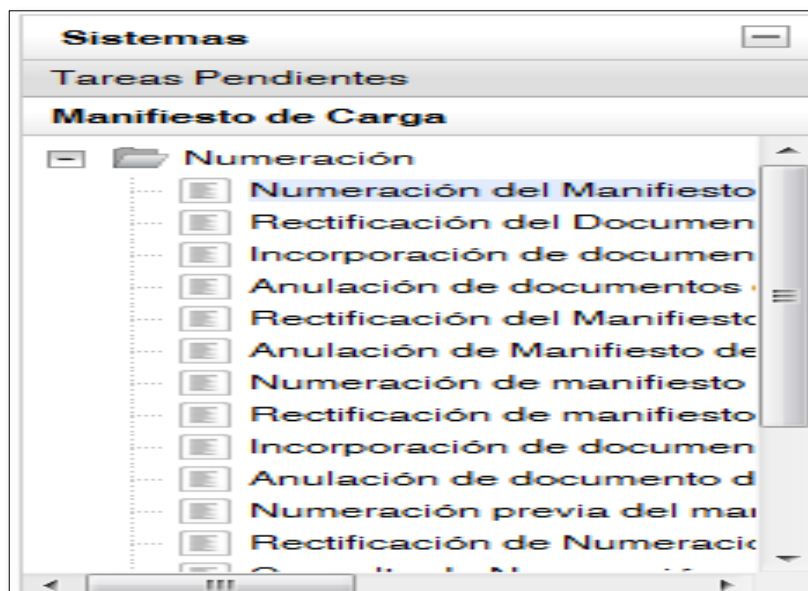 Sistemas
Tareas Pendientes
Manifiesto de Carga
Numeración
Numeración del Manifiesto
Rectificación del Documen
Incorporación de documen
Anulación de documentos
Rectificación del Manifiesto
Anulación de Manifiesto de
Numeración de manifiesto
Rectificación de manifiesto
Incorporación de documen
Anulación de documento d
Numeración previa del ma
Rectificación de Numeració